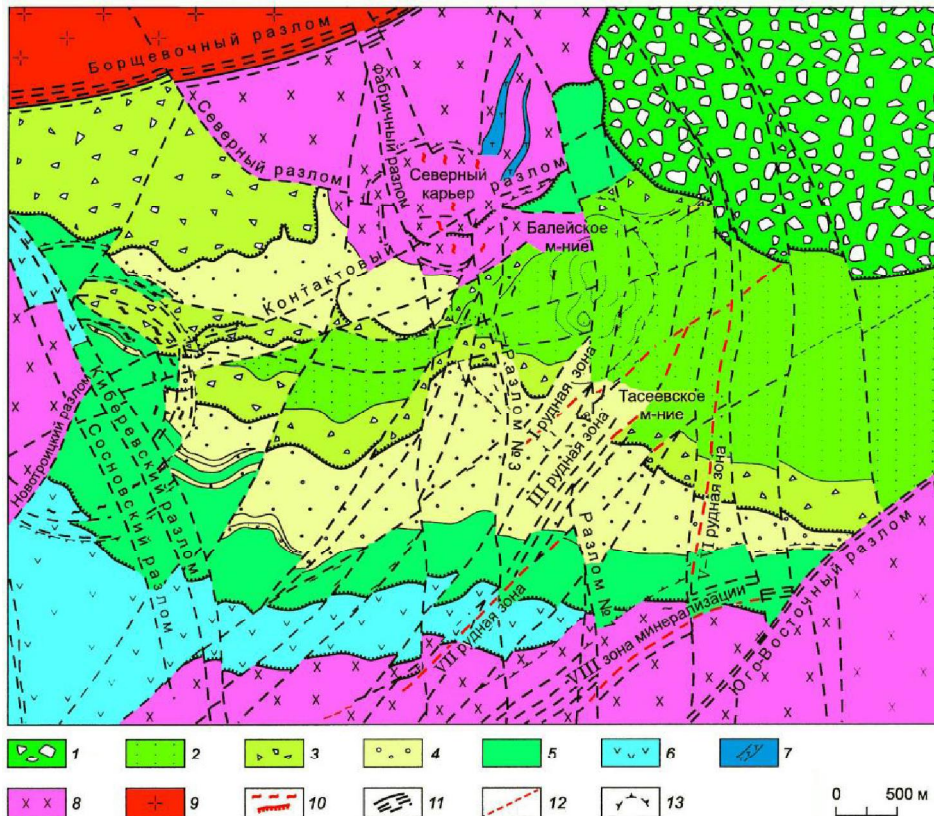 Борщевочный разлом
Северный разлом
Фабричный разлом
Северный
карьер
разлом
Балейское
м-ние
Контактовый
Новотроицкий разлом
Киберевский разлом
Сосновский разлом
Разлом № 3
I рудная зона
III рудная зона
Тасеевское
м-ние
Разлом №
V–I рудная зона
VII рудная зона
VIII зона минерализации
Юго-Восточный разлом
1 2 3 4 5 6 7
8 9 10 11 12 13
0 500 м